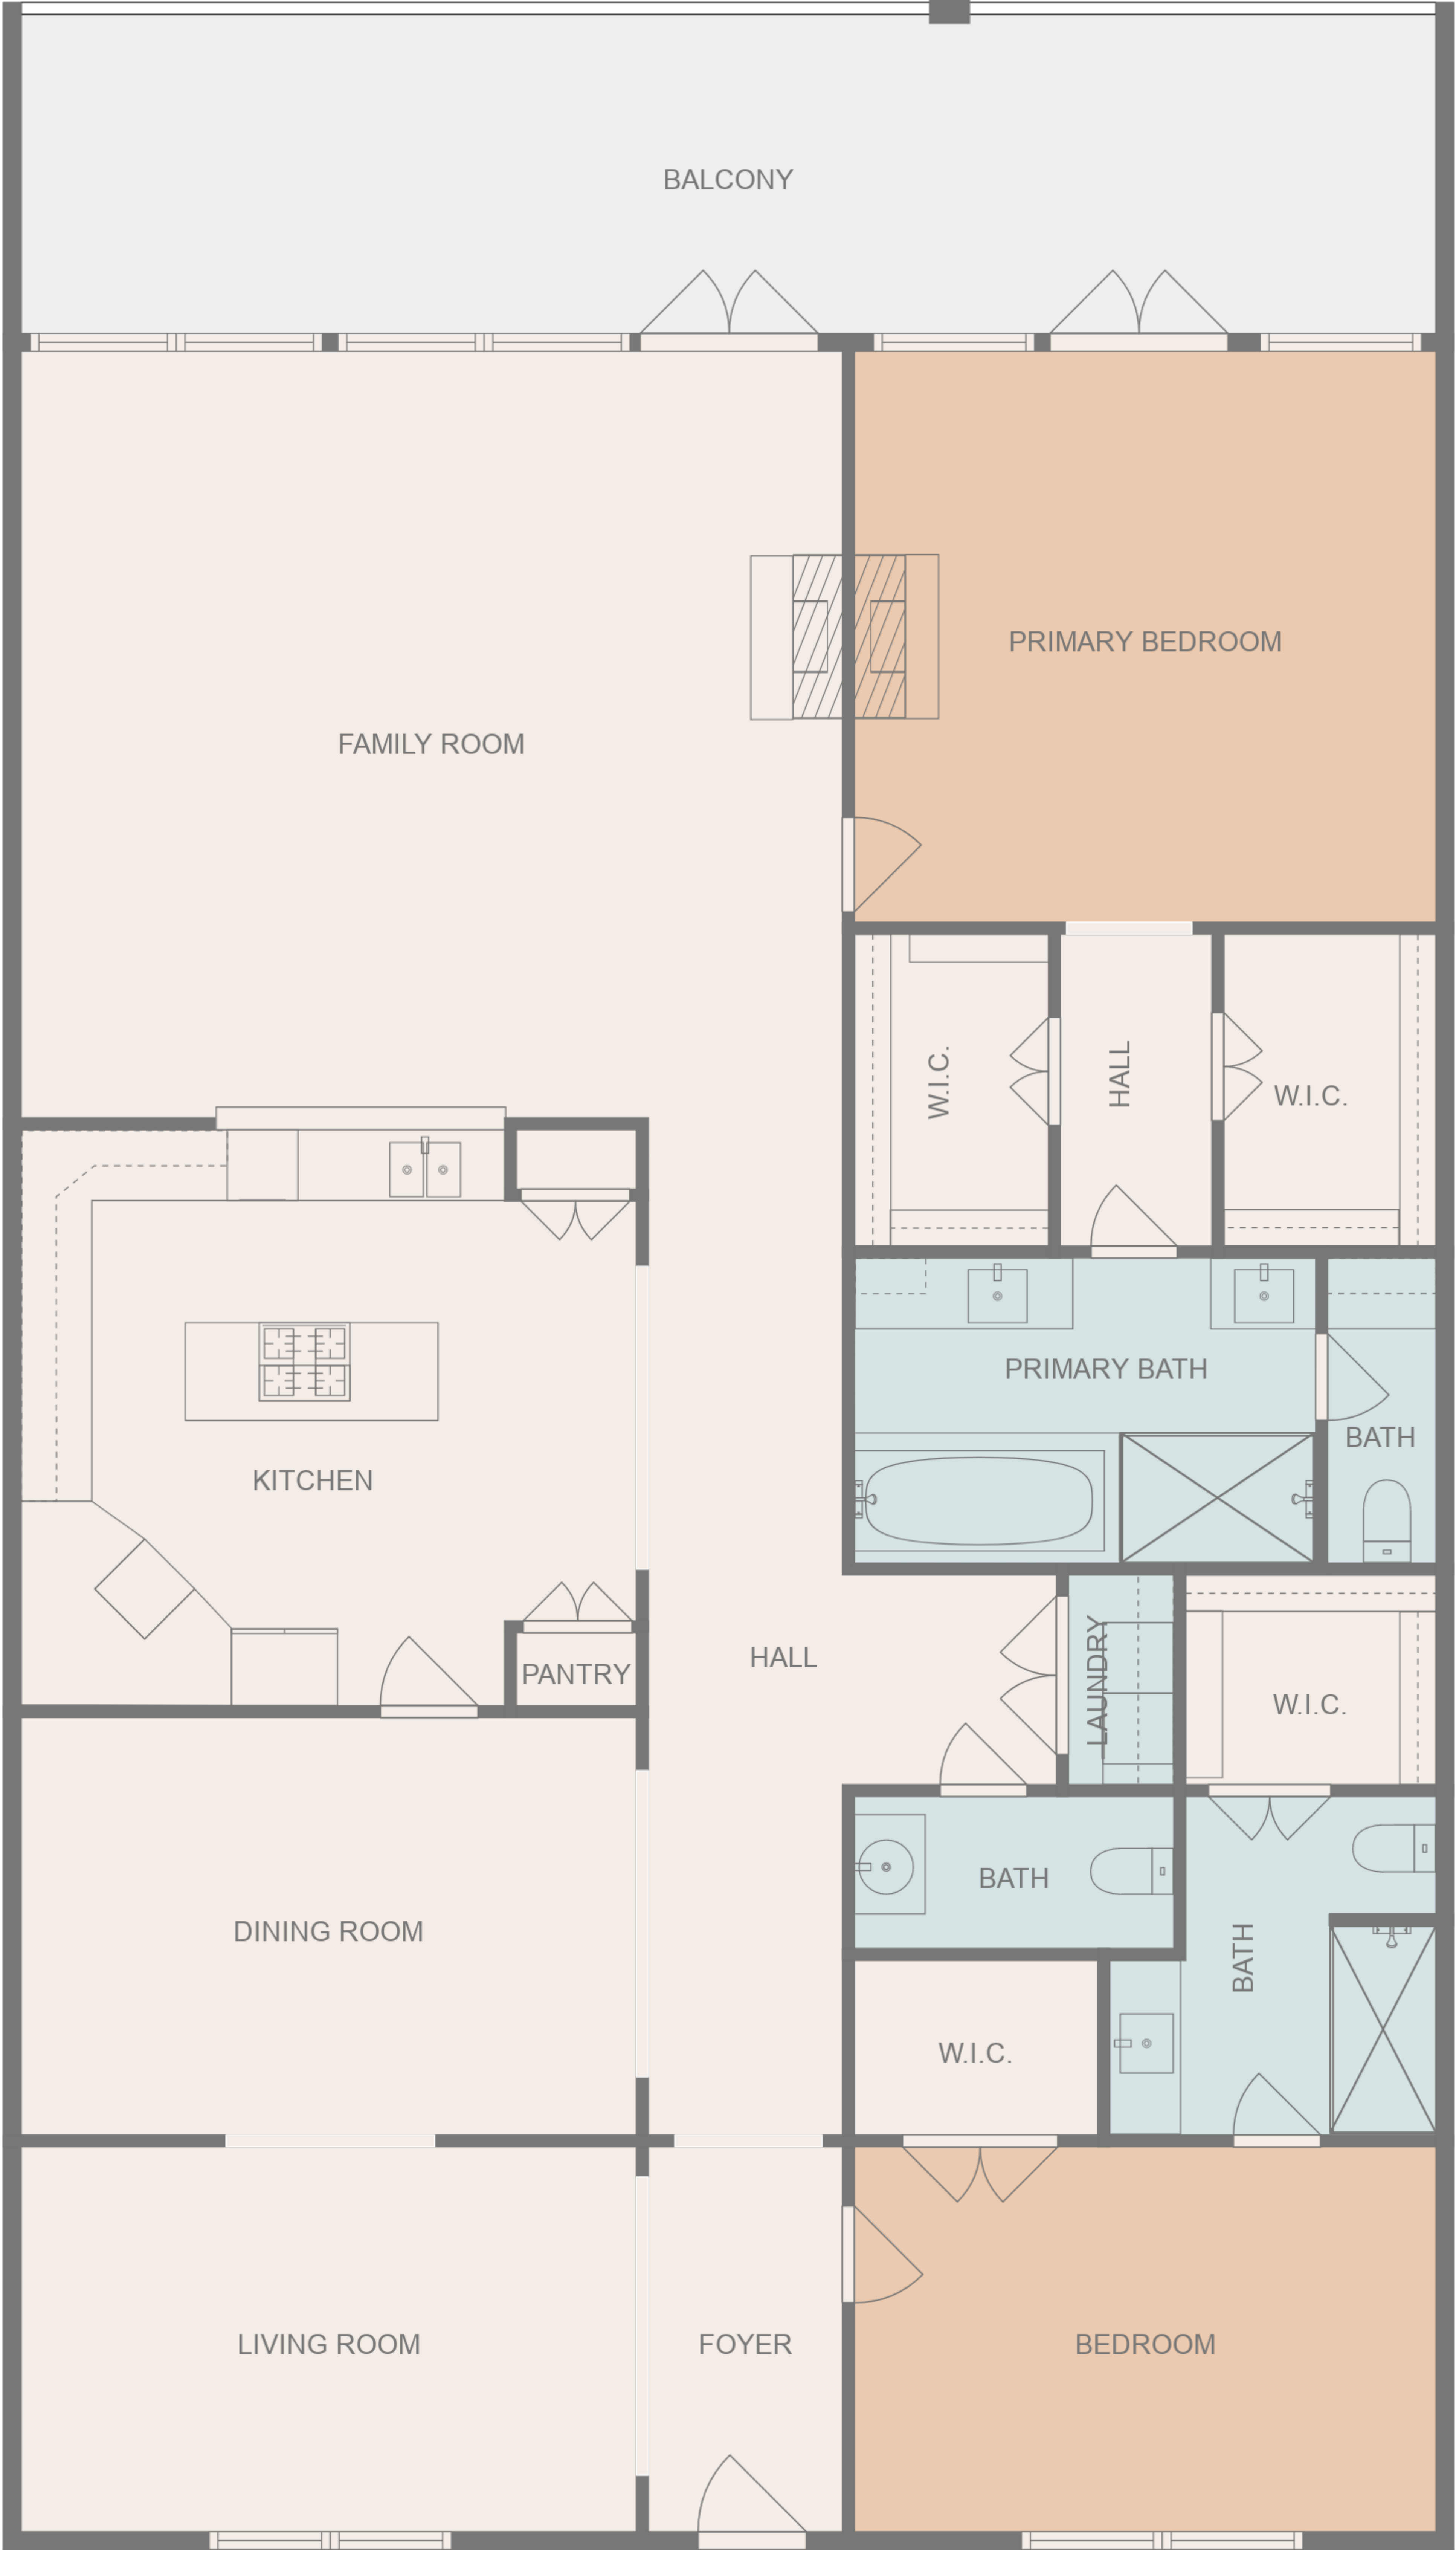 BALCONY
PRIMARY BEDROOM
FAMILY ROOM
W.I.C.
HALL
W.I.C.
PRIMARY BATH
BATH
KITCHEN
HALL
LAUNDRY
PANTRY
W.I.C.
BATH
DINING ROOM
BATH
W.I.C.
LIVING ROOM
FOYER
BEDROOM